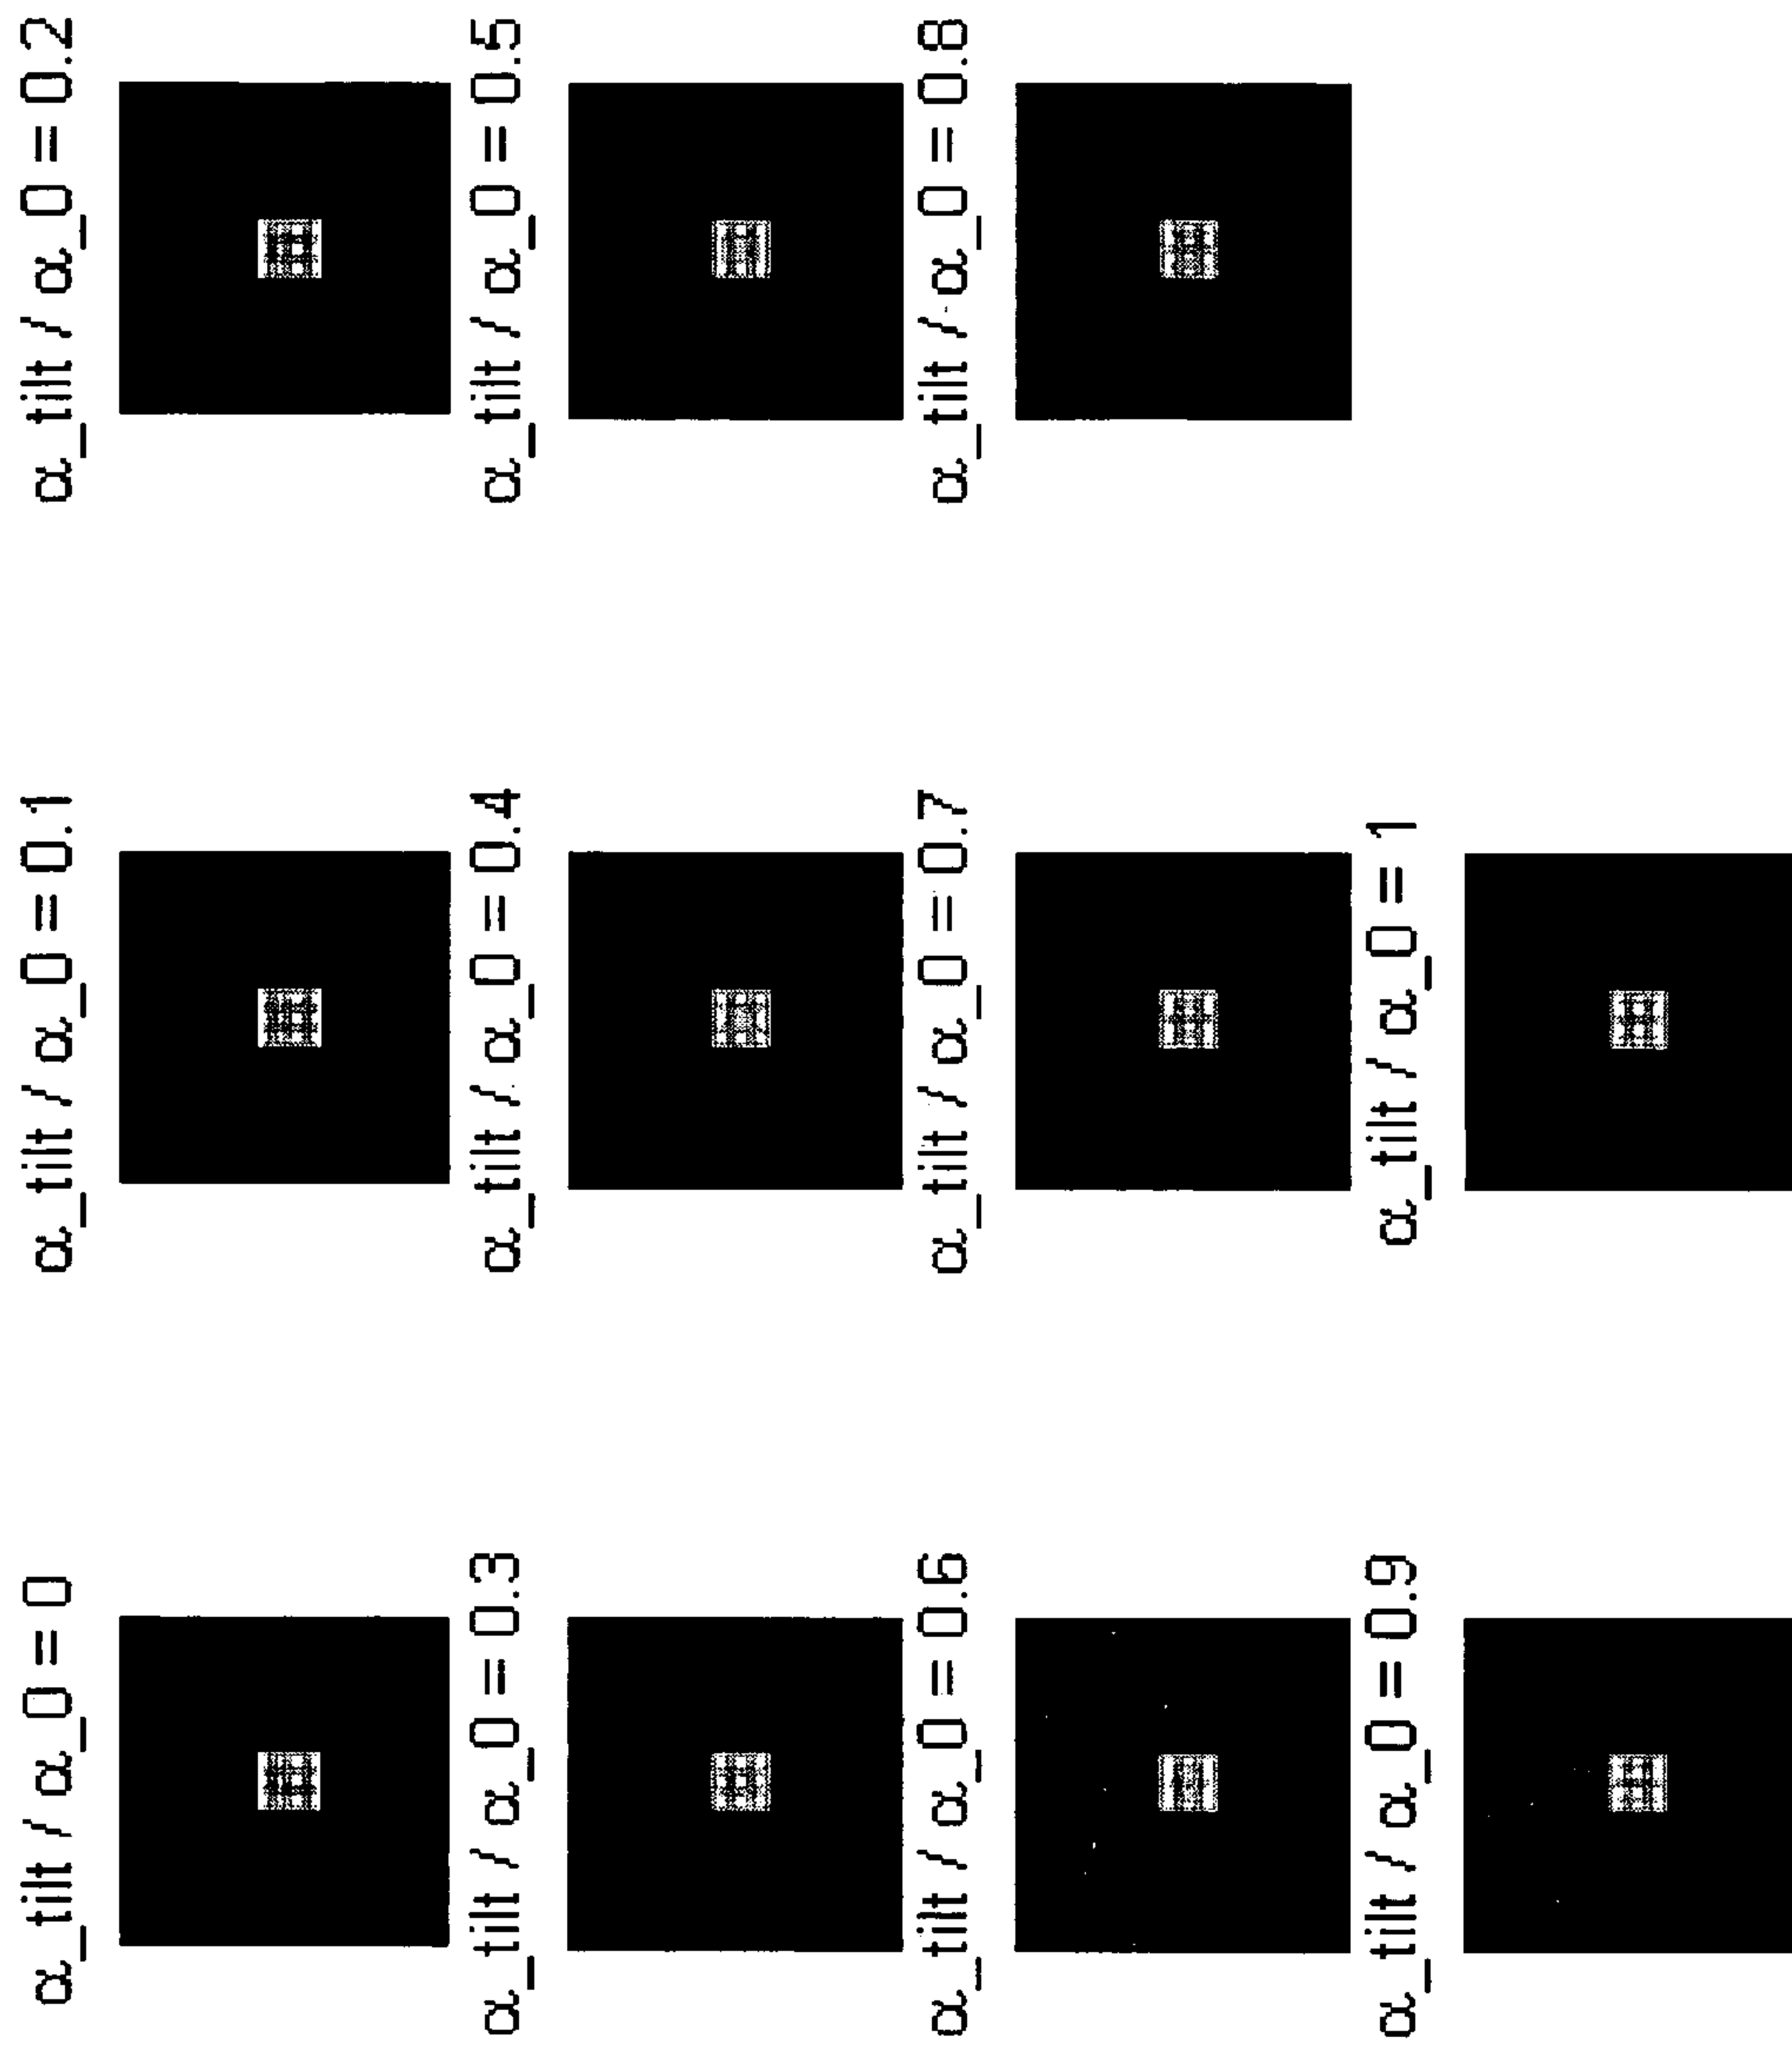 α_tilt / α_0 = 0
α_tilt / α_0 = 0.1
α_tilt / α_0 = 0.2
α_tilt / α_0 = 0.3
α_tilt / α_0 = 0.4
α_tilt / α_0 = 0.5
α_tilt / α_0 = 0.6
α_tilt / α_0 = 0.7
α_tilt / α_0 = 0.8
α_tilt / α_0 = 0.9
α_tilt / α_0 = 1